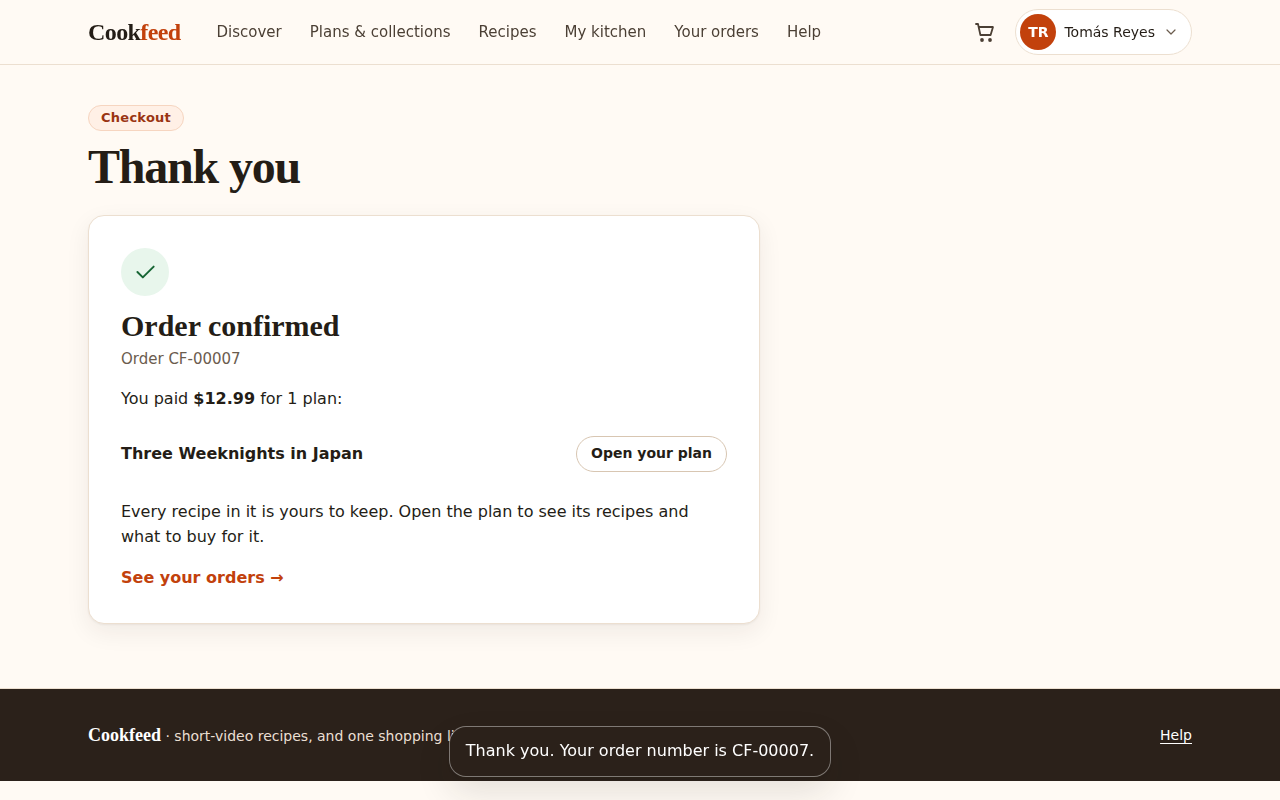 Cookfeed Discover Plans & collections Recipes My kitchen Your orders Help TR Tomás Reyes
Checkout
Thank you
Order confirmed
Order CF-00007
You paid $12.99 for 1 plan:
Three Weeknights in Japan Open your plan
Every recipe in it is yours to keep. Open the plan to see its recipes and
what to buy for it.
See your orders →
Cookfeed · short-video recipes, and one shopping Help
Thank you. Your order number is CF-00007.